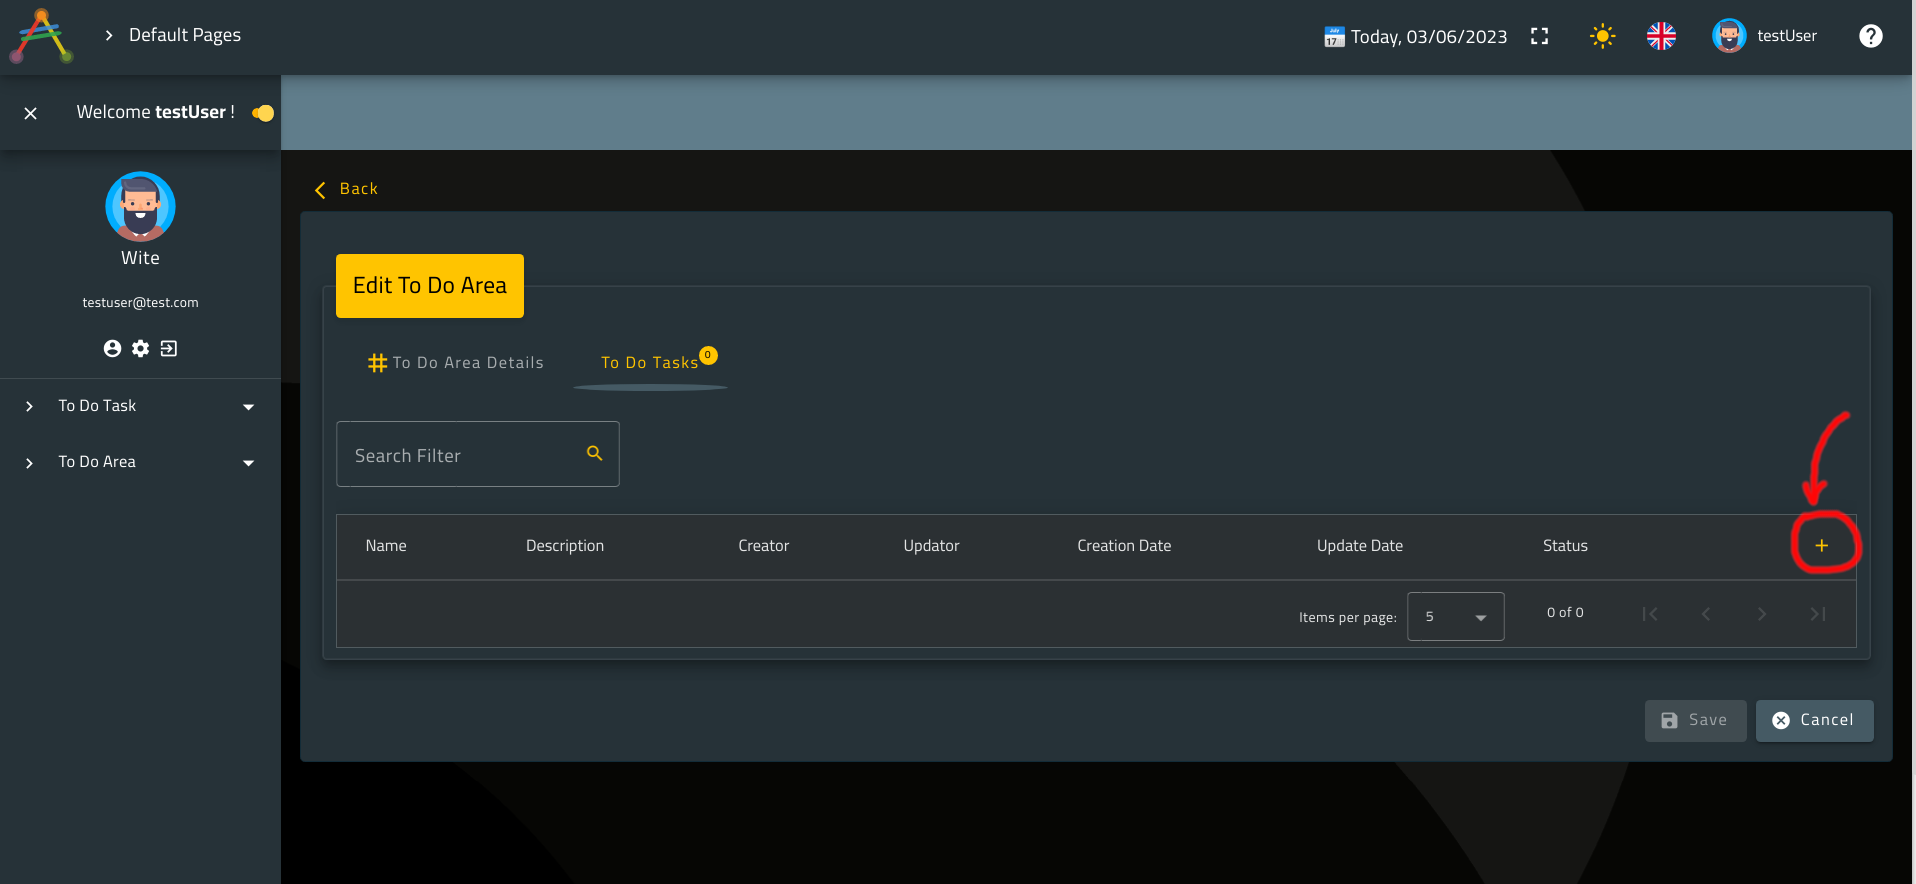 Default Pages
July
17
Today, 03/06/2023
testUser
?
Welcome testUser !
Wite
testuser@test.com
To Do Task
To Do Area
Back
Edit To Do Area
To Do Area Details
To Do Tasks 0
Search Filter
Name Description Creator Updator Creation Date Update Date Status +
Items per page: 5 0 of 0
Save Cancel